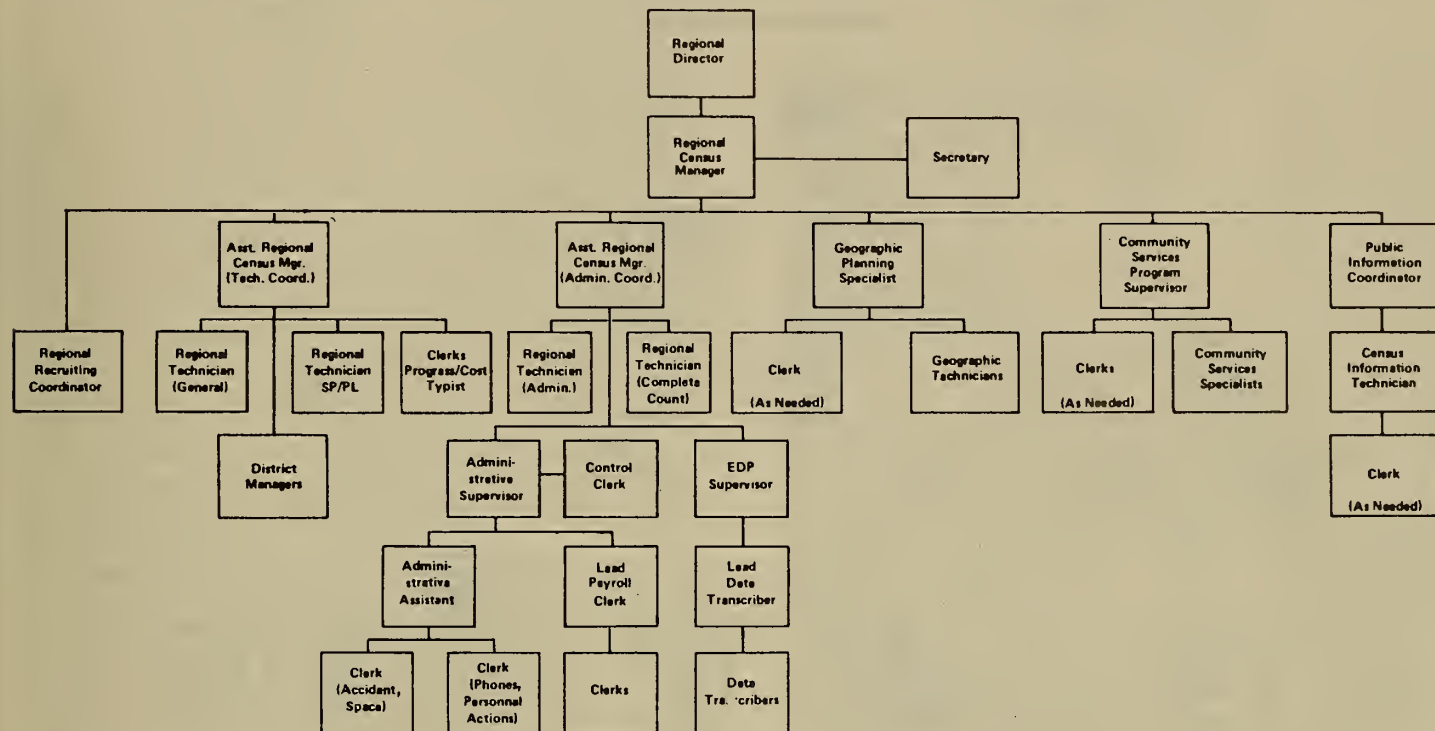 Regional
Director
Regional
Census
Manager
Secretary
Asst. Regional
Census Mgr.
(Tech. Coord.)
Asst. Regional
Census Mgr.
(Admin. Coord.)
Geographic
Planning
Specialist
Community
Services
Program
Supervisor
Public
Information
Coordinator
Regional
Recruiting
Coordinator
Regional
Technician
(General)
Regional
Technician
SP/PL
Clerks
Progress/Cost
Typist
Regional
Technician
(Admin.)
Regional
Technician
(Complete
Count)
Clerk
(As Needed)
Geographic
Technicians
Clerks
(As Needed)
Community
Services
Specialists
Census
Information
Technician
District
Managers
Admini-
strative
Supervisor
Control
Clerk
EDP
Supervisor
Clerk
(As Needed)
Admini-
strative
Assistant
Lead
Payroll
Clerk
Lead
Data
Transcriber
Clerk
(Accident,
Space)
Clerk
(Phones,
Personnal
Actions)
Clerks
Data